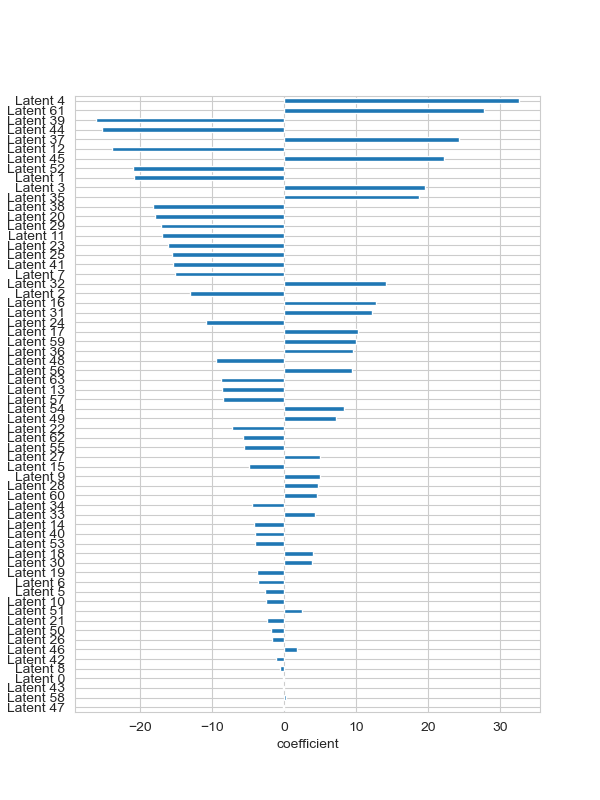 Latent 4
Latent 61
Latent 39
Latent 44
Latent 37
Latent 12
Latent 45
Latent 52
Latent 1
Latent 3
Latent 35
Latent 38
Latent 20
Latent 29
Latent 11
Latent 23
Latent 25
Latent 41
Latent 7
Latent 32
Latent 2
Latent 16
Latent 31
Latent 24
Latent 17
Latent 59
Latent 36
Latent 48
Latent 56
Latent 63
Latent 13
Latent 57
Latent 54
Latent 49
Latent 22
Latent 62
Latent 55
Latent 27
Latent 15
Latent 9
Latent 28
Latent 60
Latent 34
Latent 33
Latent 14
Latent 40
Latent 53
Latent 18
Latent 30
Latent 19
Latent 6
Latent 5
Latent 10
Latent 51
Latent 21
Latent 50
Latent 26
Latent 46
Latent 42
Latent 8
Latent 0
Latent 43
Latent 58
Latent 47
−20 −10 0 10 20 30
coefficient